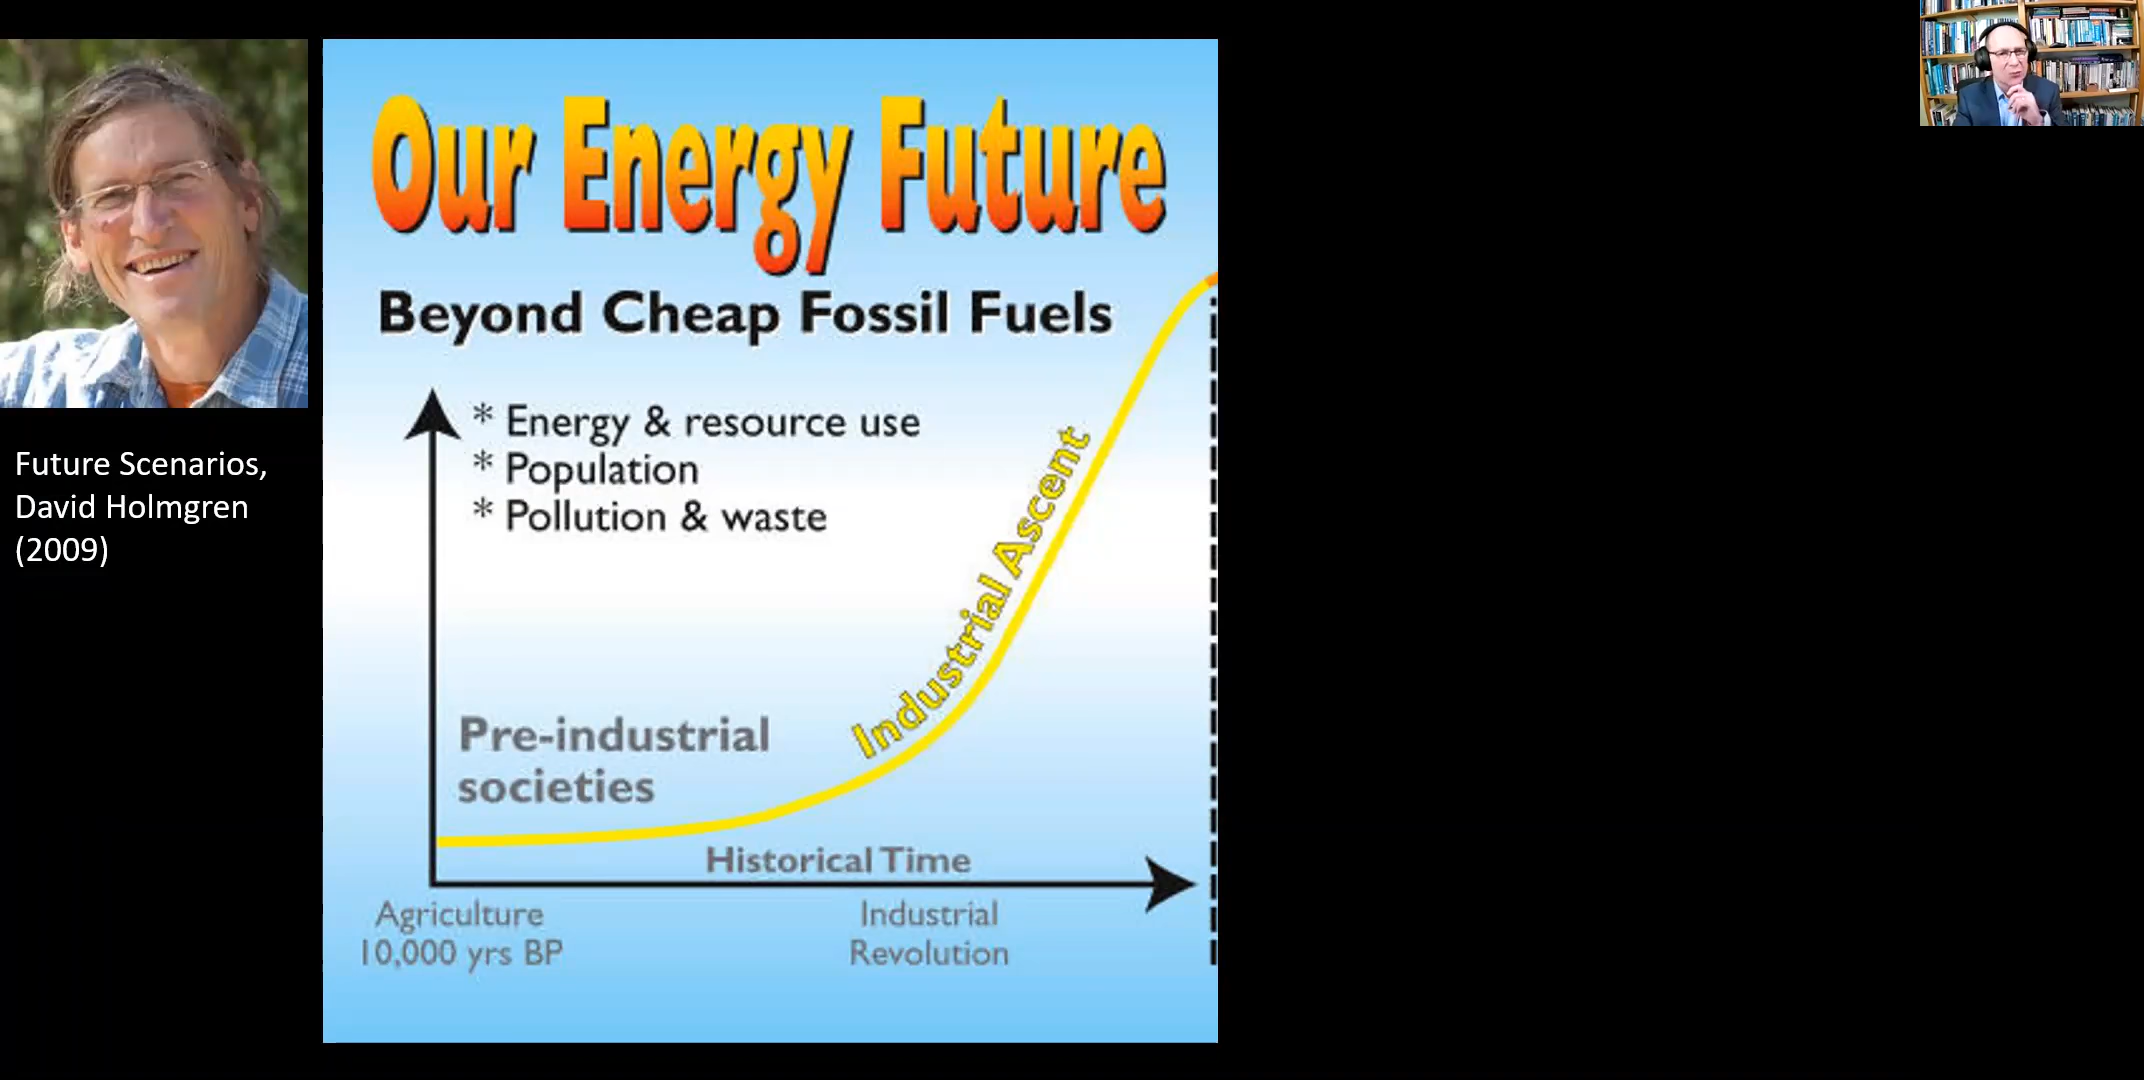 Our Energy Future
Beyond Cheap Fossil Fuels
* Energy & resource use
* Population
* Pollution & waste
Future Scenarios,
David Holmgren
(2009)
Industrial Ascent
Pre-industrial
societies
Historical Time
Agriculture
10,000 yrs BP
Industrial
Revolution